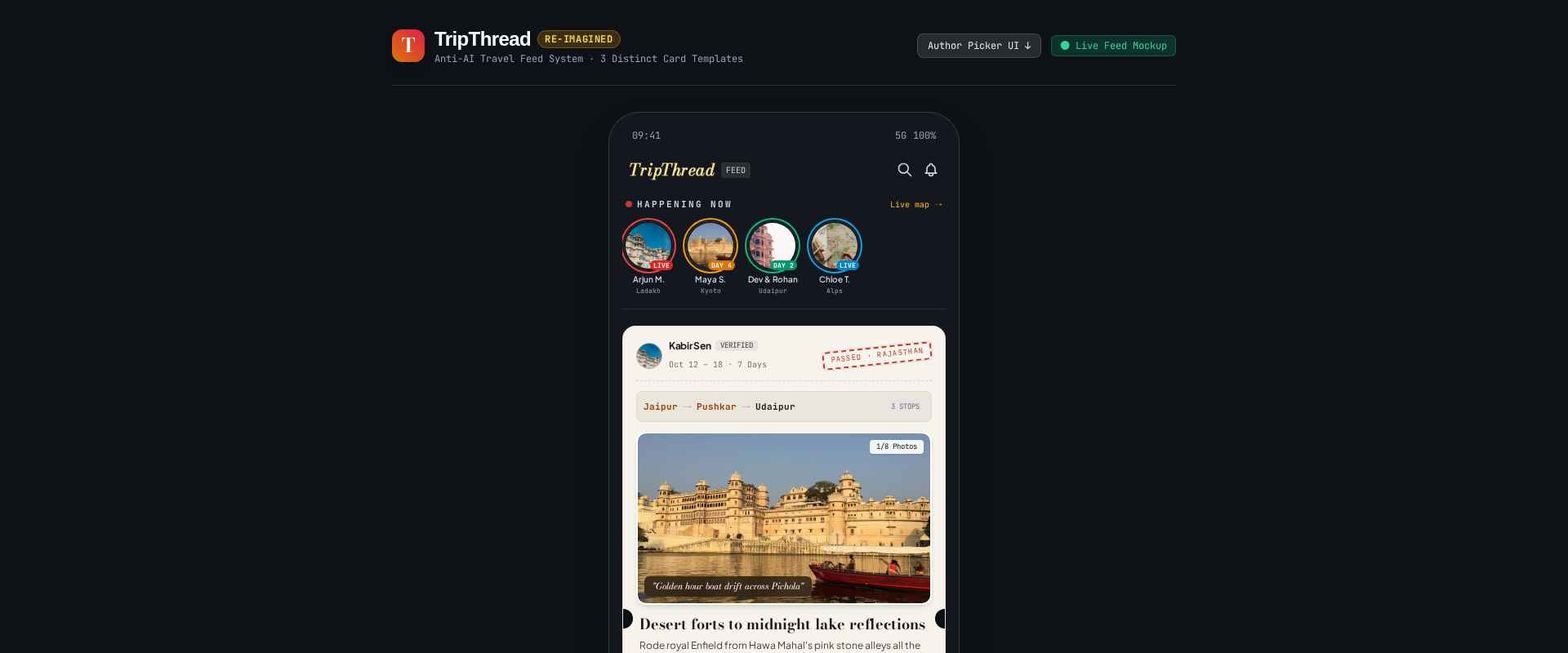 T
TripThread RE-IMAGINED
Anti-AI Travel Feed System · 3 Distinct Card Templates
Author Picker UI ↓
Live Feed Mockup
09:41
5G 100%
TripThread FEED
HAPPENING NOW
Live map →
LIVE
DAY 4
DAY 2
LIVE
Arjun M.
Maya S.
Dev & Rohan
Chloe T.
Ladakh
Kyoto
Udaipur
Alps
Kabir Sen VERIFIED
Oct 12 – 18 · 7 Days
PASSED · RAJASTHAN
Jaipur → Pushkar → Udaipur
3 STOPS
1/8 Photos
"Golden hour boat drift across Pichola"
Desert forts to midnight lake reflections
Rode royal Enfield from Hawa Mahal's pink stone alleys all the